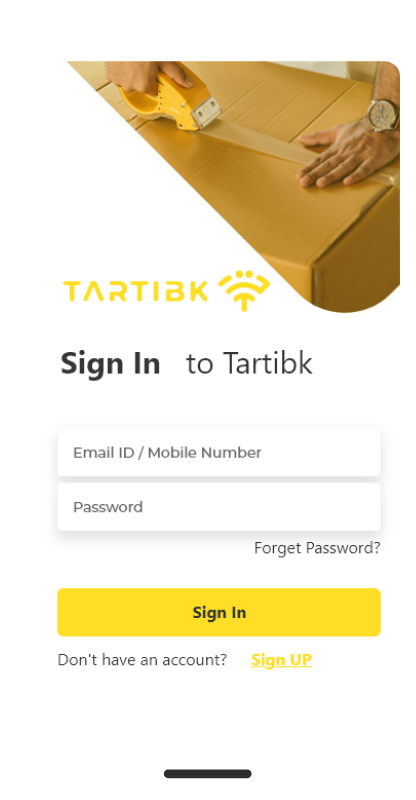 TARTIBK
Sign In to Tartibk
Email ID / Mobile Number
Password
Forget Password?
Sign In
Don't have an account? Sign UP